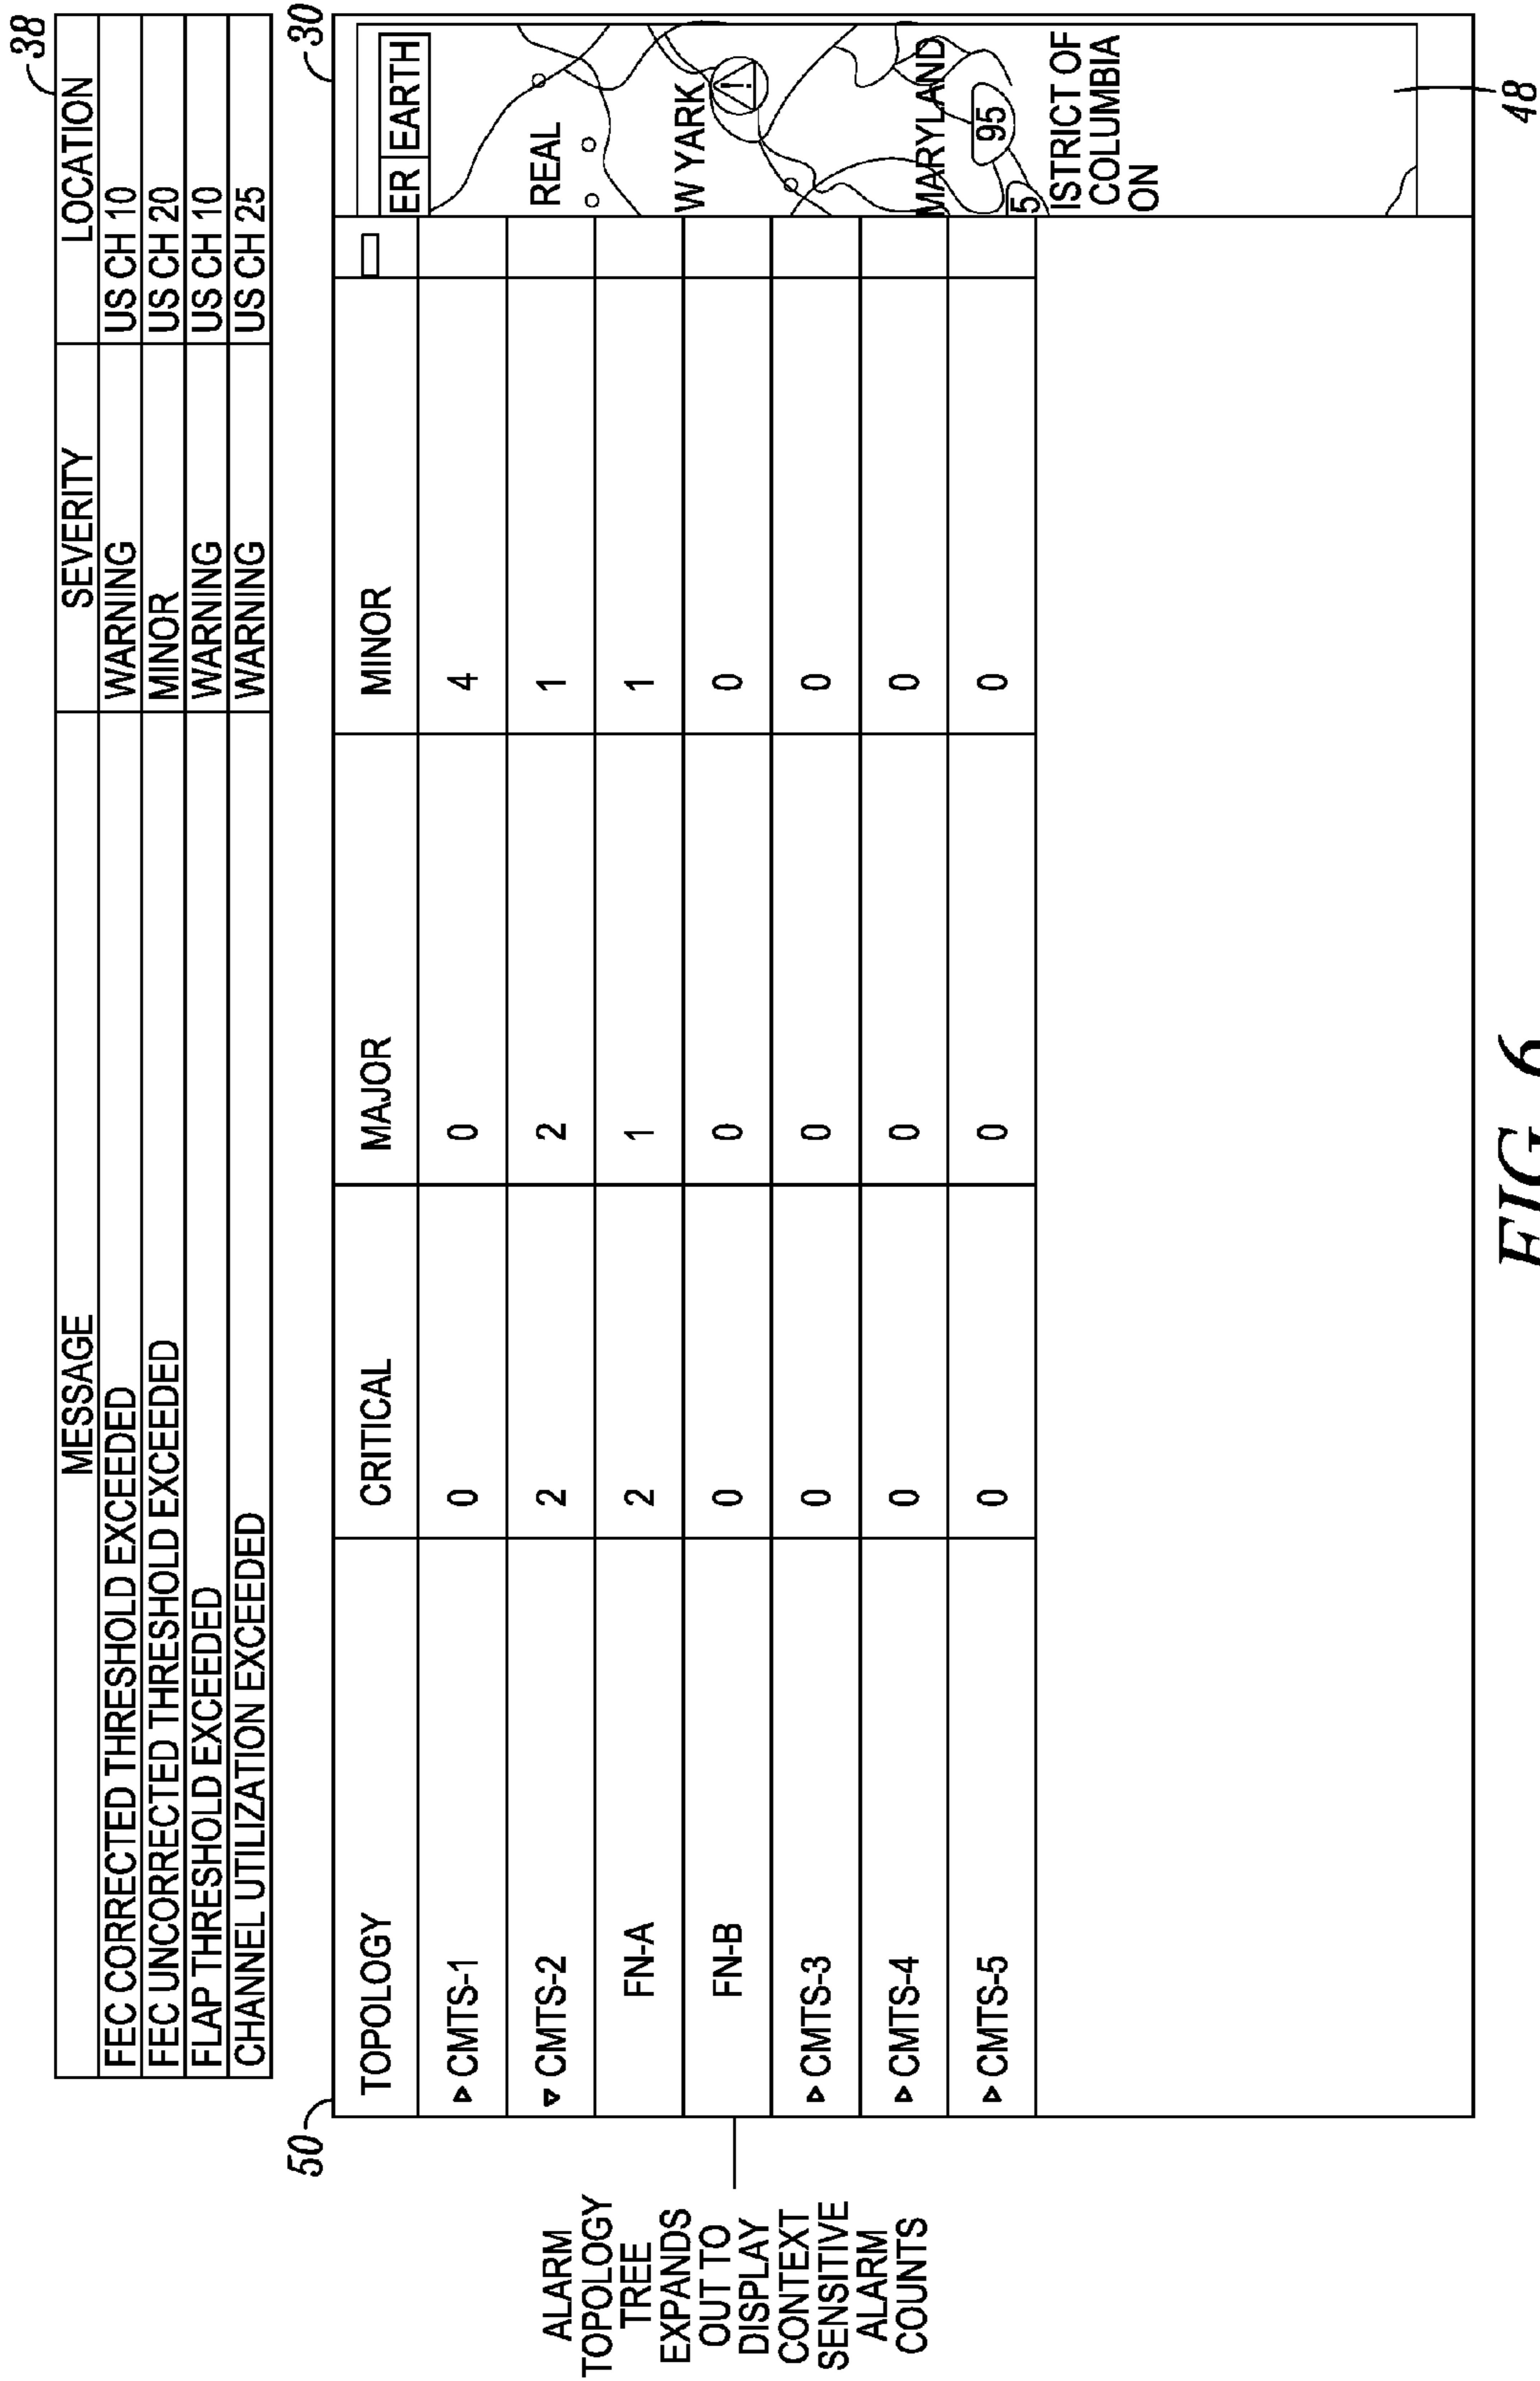 38
MESSAGE SEVERITY LOCATION
FEC CORRECTED THRESHOLD EXCEEDED WARNING US CH 10
FEC UNCORRECTED THRESHOLD EXCEEDED MINOR US CH 20
FLAP THRESHOLD EXCEEDED WARNING US CH 10
CHANNEL UTILIZATION EXCEEDED WARNING US CH 25
50
30
TOPOLOGY CRITICAL MAJOR MINOR
CMTS-1 0 0 4
CMTS-2 2 2 1
FN-A 2 1 1
FN-B 0 0 0
CMTS-3 0 0 0
CMTS-4 0 0 0
CMTS-5 0 0 0
ER EARTH
REAL
W YARK
!
MARYLAND
95
5
ISTRICT OF
COLUMBIA
ON
48
ALARM
TOPOLOGY
TREE
EXPANDS
OUT TO
DISPLAY
CONTEXT
SENSITIVE
ALARM
COUNTS
FIG. 6